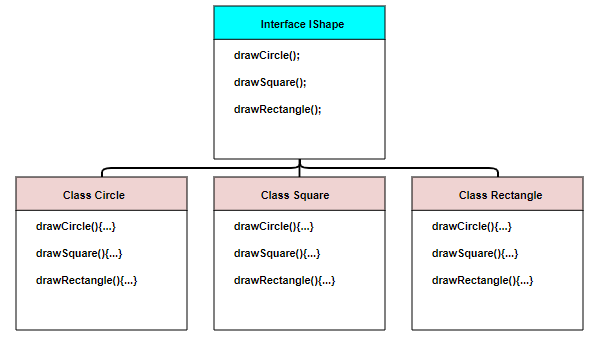 Interface IShape
drawCircle();
drawSquare();
drawRectangle();
Class Circle
drawCircle(){...}
drawSquare(){...}
drawRectangle(){...}
Class Square
drawCircle(){...}
drawSquare(){...}
drawRectangle(){...}
Class Rectangle
drawCircle(){...}
drawSquare(){...}
drawRectangle(){...}